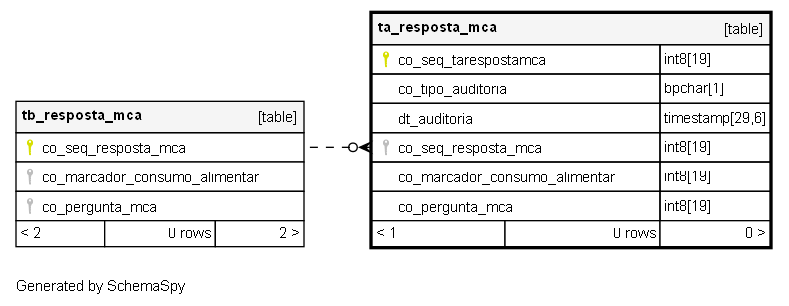 ta_resposta_mca [table]
co_seq_tarespostamca int8[19]
co_tipo_auditoria bpchar[1]
dt_auditoria timestamp[29,6]
co_seq_resposta_mca int8[19]
co_marcador_consumo_alimentar int8[19]
co_pergunta_mca int8[19]
< 1 0 rows 0 >
tb_resposta_mca [table]
co_seq_resposta_mca
co_marcador_consumo_alimentar
co_pergunta_mca
< 2 0 rows 2 >
Generated by SchemaSpy